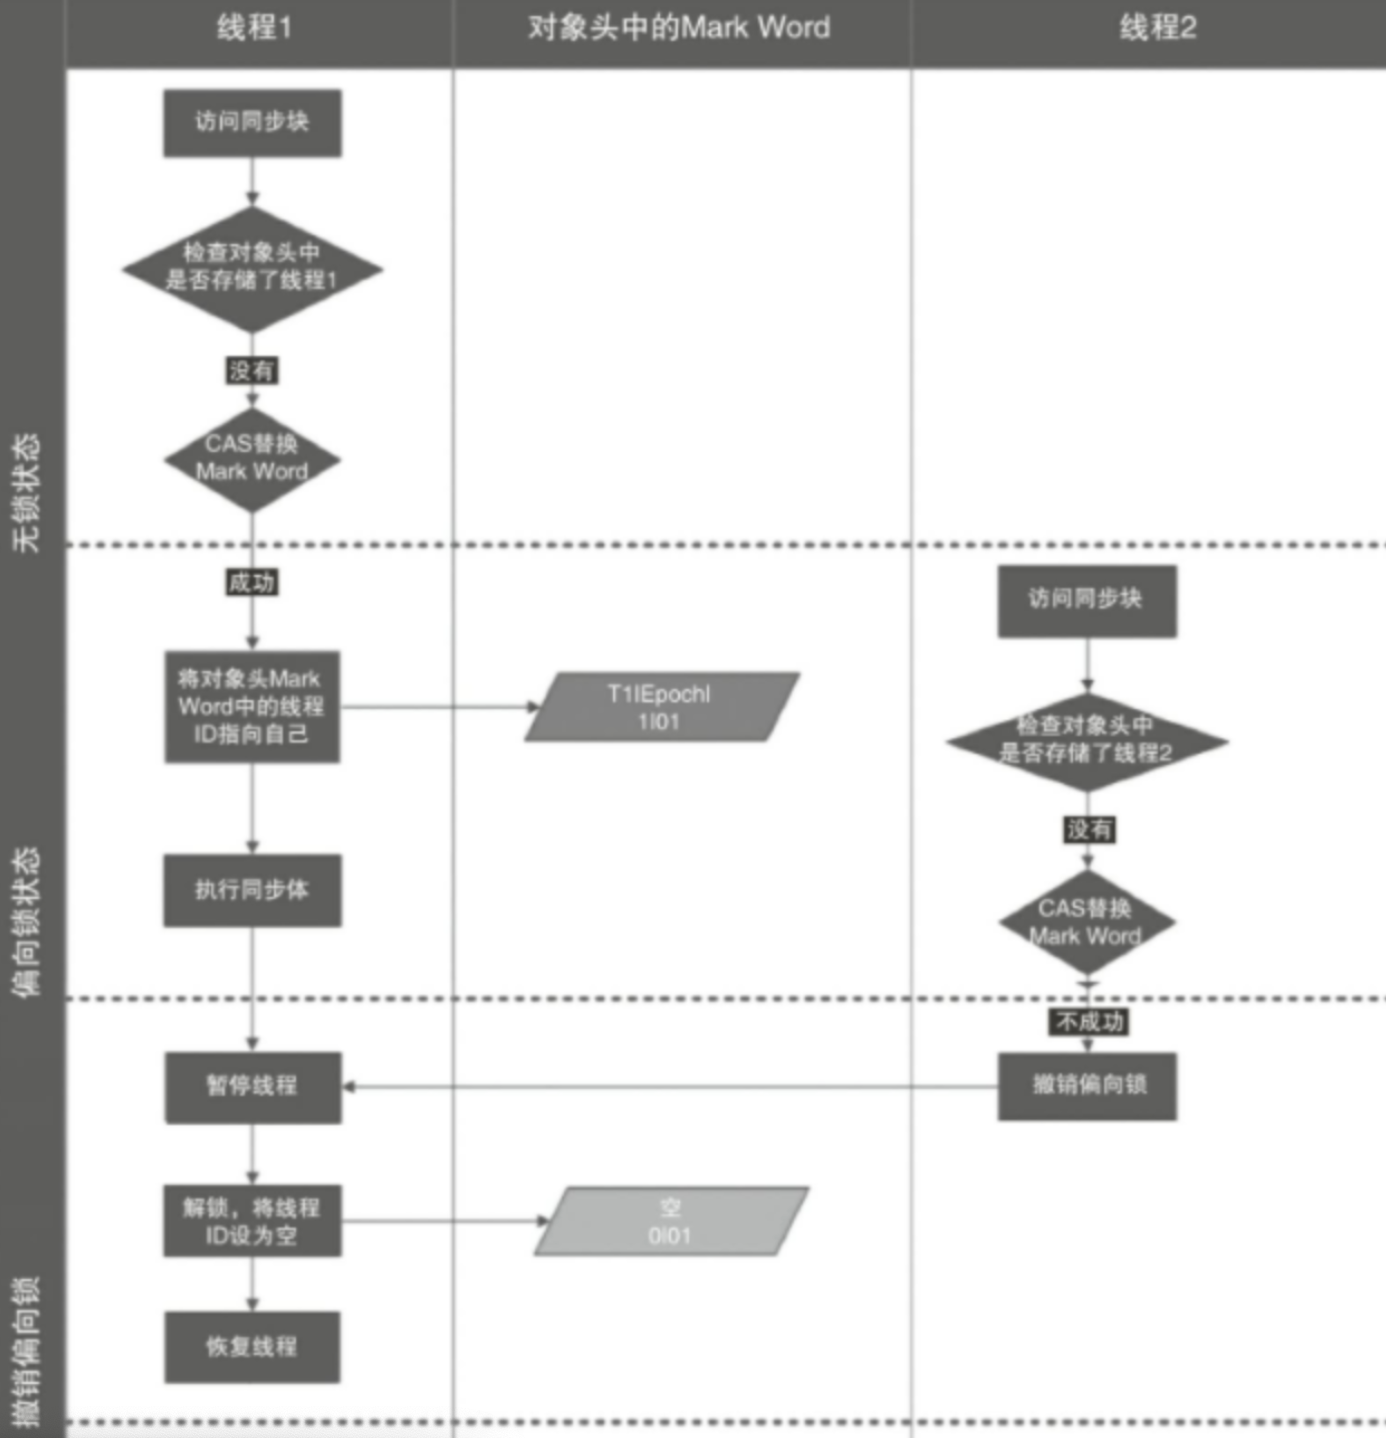 线程1
对象头中的Mark Word
线程2
无锁状态
访问同步块
检查对象头中
是否存储了线程1
没有
CAS替换
Mark Word
偏向锁状态
成功
将对象头Mark
Word中的线程
ID指向自己
T1|Epoch|
1|01
执行同步体
访问同步块
检查对象头中
是否存储了线程2
没有
CAS替换
Mark Word
撤销偏向锁
不成功
撤销偏向锁
暂停线程
解锁，将线程
ID设为空
空
0|01
恢复线程